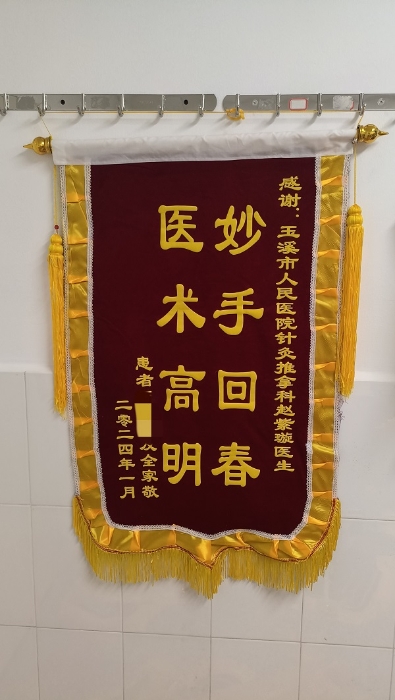 感谢：玉溪市人民医院针灸推拿科赵紫璇医生
妙手回春
医术高明
患者：
全家敬
二零二四年一月